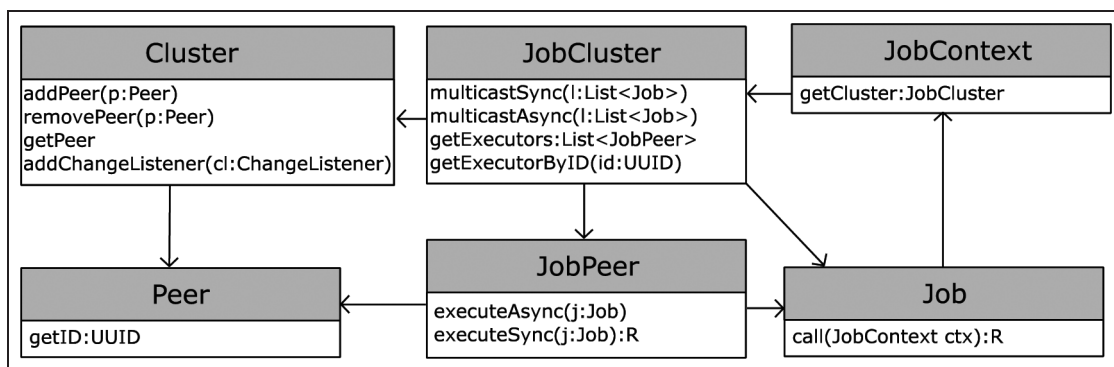 Cluster
addPeer(p:Peer)
removePeer(p:Peer)
getPeer
addChangeListener(cl:ChangeListener)
JobCluster
multicastSync(l:List<Job>)
multicastAsync(l:List<Job>)
getExecutors:List<JobPeer>
getExecutorByID(id:UUID)
JobContext
getCluster:JobCluster
Peer
getID:UUID
JobPeer
executeAsync(j:Job)
executeSync(j:Job):R
Job
call(JobContext ctx):R